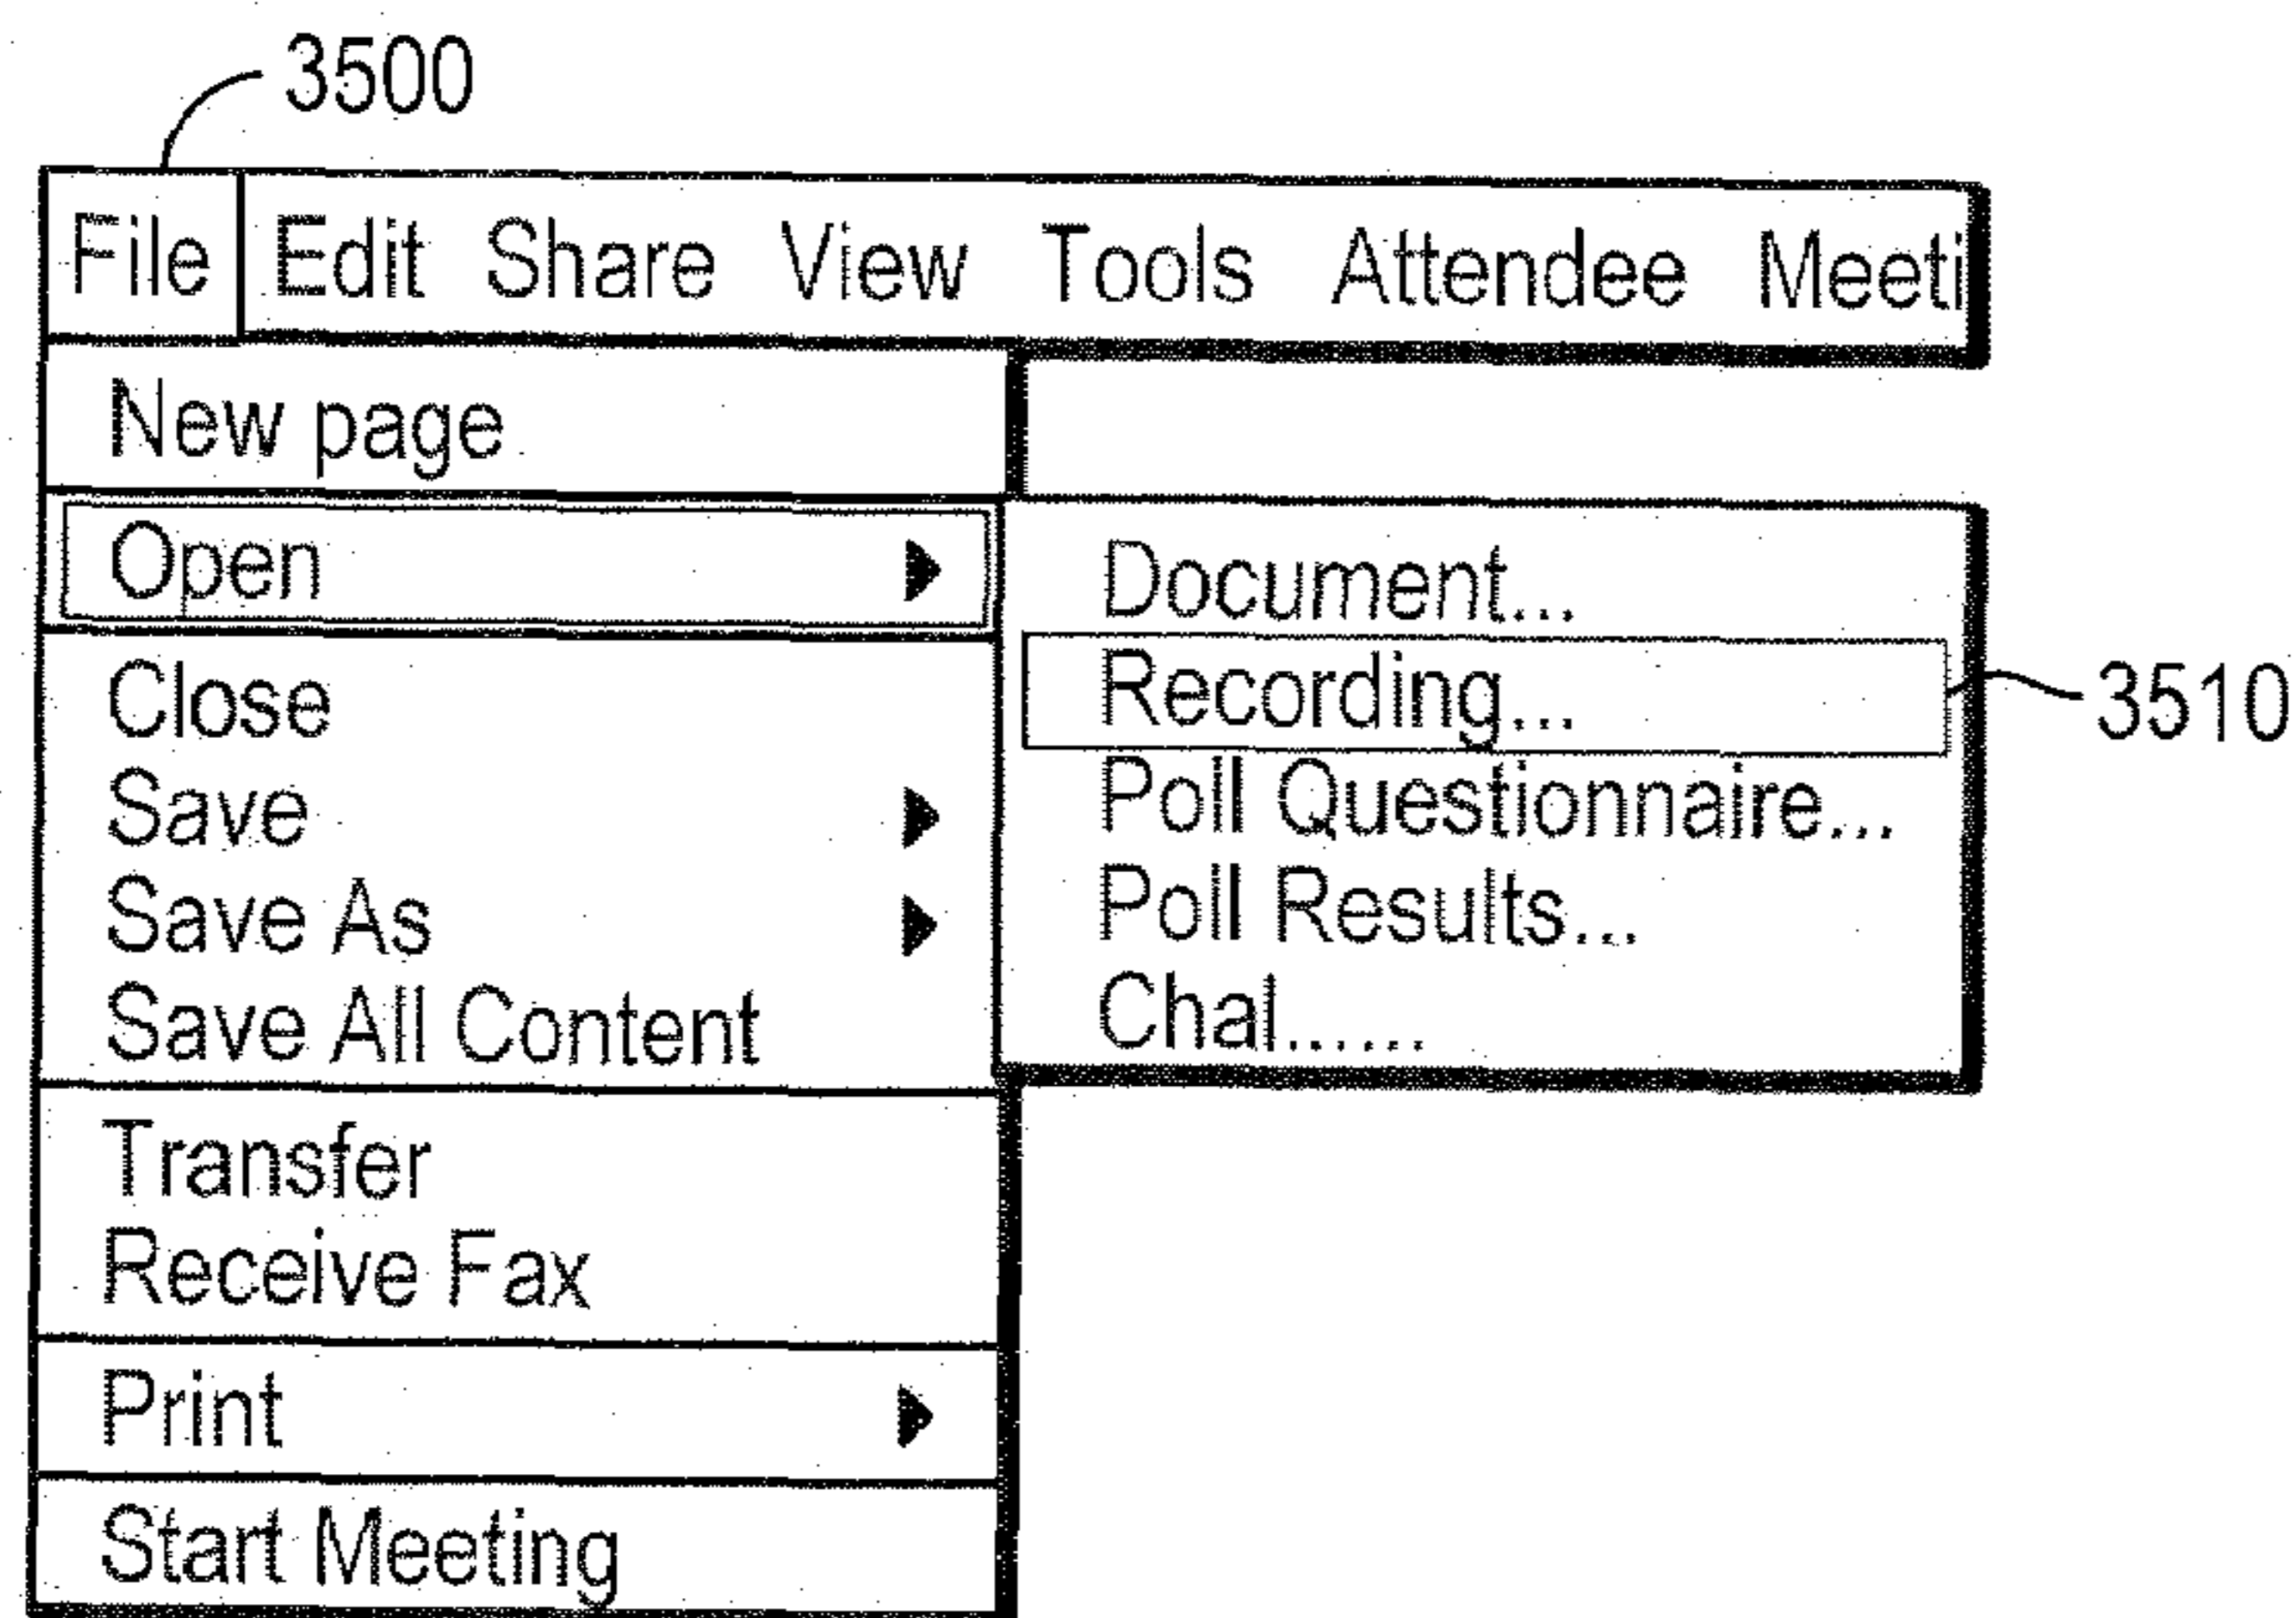 3500
File Edit Share View Tools Attendee Meeti
New page
Open
Close
Save
Save As
Save All Content
Transfer
Receive Fax
Print
Start Meeting
Document...
Recording...
Poll Questionnaire...
Poll Results...
Chal......
3510